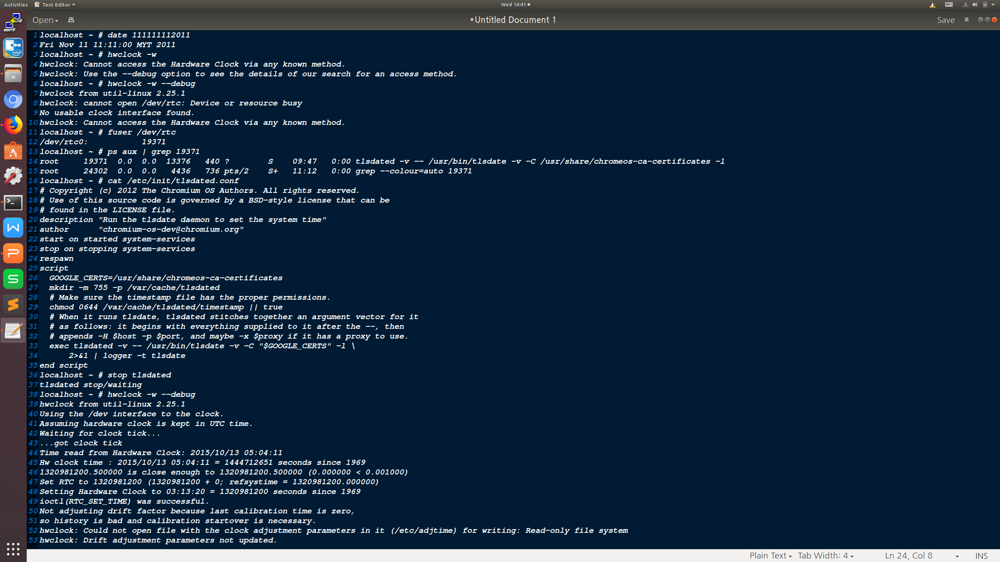 Activities Text Editor Wed 16:41
Open *Untitled Document 1 Save
1 localhost ~ # date 111111112011
2 Fri Nov 11 11:11:00 MYT 2011
3 localhost ~ # hwclock -w
4 hwclock: Cannot access the Hardware Clock via any known method.
5 hwclock: Use the --debug option to see the details of our search for an access method.
6 localhost ~ # hwclock -w --debug
7 hwclock from util-linux 2.25.1
8 hwclock: cannot open /dev/rtc: Device or resource busy
9 No usable clock interface found.
10 hwclock: Cannot access the Hardware Clock via any known method.
11 localhost ~ # fuser /dev/rtc
12 /dev/rtc0:           19371
13 localhost ~ # ps aux | grep 19371
14 root     19371  0.0  0.0  13376   440 ?        S    09:47   0:00 tlsdated -v -- /usr/bin/tlsdate -v -C /usr/share/chromeos-ca-certificates -l
15 root     24302  0.0  0.0   4436   736 pts/2    S+   11:12   0:00 grep --colour=auto 19371
16 localhost ~ # cat /etc/init/tlsdated.conf
17 # Copyright (c) 2012 The Chromium OS Authors. All rights reserved.
18 # Use of this source code is governed by a BSD-style license that can be
19 # found in the LICENSE file.
20 description "Run the tlsdate daemon to set the system time"
21 author      "chromium-os-dev@chromium.org"
22 start on started system-services
23 stop on stopping system-services
24 respawn
25 script
26   GOOGLE_CERTS=/usr/share/chromeos-ca-certificates
27   mkdir -m 755 -p /var/cache/tlsdated
28   # Make sure the timestamp file has the proper permissions.
29   chmod 0644 /var/cache/tlsdated/timestamp || true
30   # When it runs tlsdate, tlsdated stitches together an argument vector for it
31   # as follows: it begins with everything supplied to it after the --, then
32   # appends -H $host -p $port, and maybe -x $proxy if it has a proxy to use.
33   exec tlsdated -v -- /usr/bin/tlsdate -v -C "$GOOGLE_CERTS" -l \
34       2>&1 | logger -t tlsdate
35 end script
36 localhost ~ # stop tlsdated
37 tlsdated stop/waiting
38 localhost ~ # hwclock -w --debug
39 hwclock from util-linux 2.25.1
40 Using the /dev interface to the clock.
41 Assuming hardware clock is kept in UTC time.
42 Waiting for clock tick...
43 ...got clock tick
44 Time read from Hardware Clock: 2015/10/13 05:04:11
45 Hw clock time : 2015/10/13 05:04:11 = 1444712651 seconds since 1969
46 1320981200.500000 is close enough to 1320981200.500000 (0.000000 < 0.001000)
47 Set RTC to 1320981200 (1320981200 + 0; refsystime = 1320981200.000000)
48 Setting Hardware Clock to 03:13:20 = 1320981200 seconds since 1969
49 ioctl(RTC_SET_TIME) was successful.
50 Not adjusting drift factor because last calibration time is zero,
51 so history is bad and calibration startover is necessary.
52 hwclock: Could not open file with the clock adjustment parameters in it (/etc/adjtime) for writing: Read-only file system
53 hwclock: Drift adjustment parameters not updated.
Plain Text Tab Width: 4 Ln 24, Col 8 INS